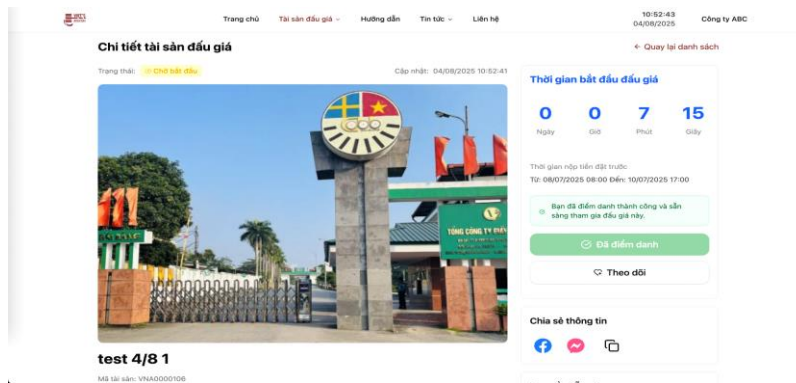 Trang chủ
Tài sản đấu giá
Hướng dẫn
Tin tức
Liên hệ
10:52:43
04/08/2025
Công ty ABC
Chi tiết tài sản đấu giá
← Quay lại danh sách
Trạng thái: Chờ bắt đầu
Cập nhật: 04/08/2025 10:52:41
TỔNG CÔNG TY
Thời gian bắt đầu đấu giá
0 0 7 15
Ngày Giờ Phút Giây
Thời gian nộp tiền đặt trước
Từ: 08/07/2025 08:00 Đến: 10/07/2025 17:00
Bạn đã điểm danh thành công và sẵn
sàng tham gia đấu giá này.
Đã điểm danh
Theo dõi
Chia sẻ thông tin
test 4/8 1
Mã tài sản: VNA0000106